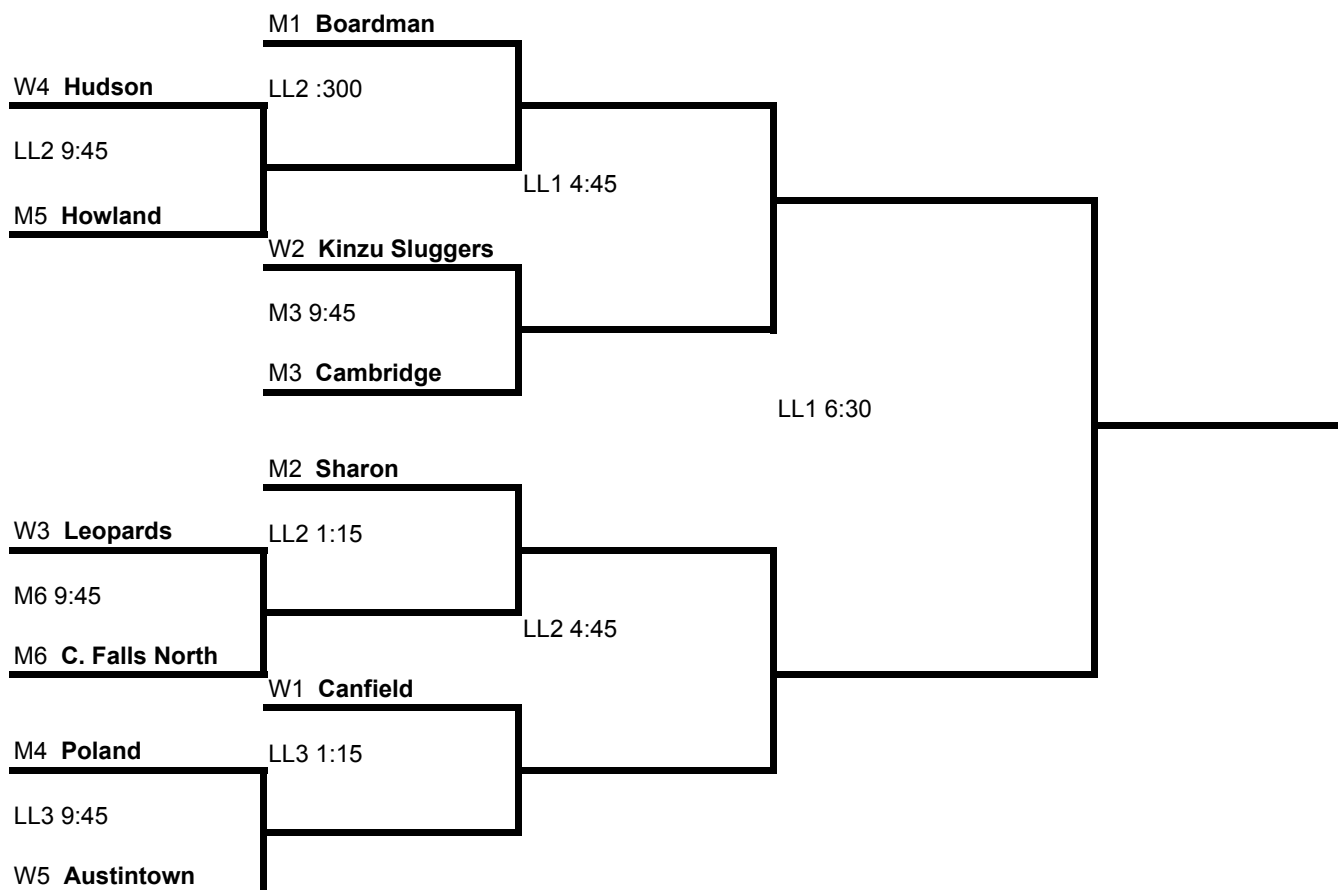 M1 Boardman
W4 Hudson
LL2 :300
LL2 9:45
LL1 4:45
M5 Howland
W2 Kinzu Sluggers
M3 9:45
M3 Cambridge
LL1 6:30
M2 Sharon
W3 Leopards
LL2 1:15
M6 9:45
LL2 4:45
M6 C. Falls North
W1 Canfield
M4 Poland
LL3 1:15
LL3 9:45
W5 Austintown